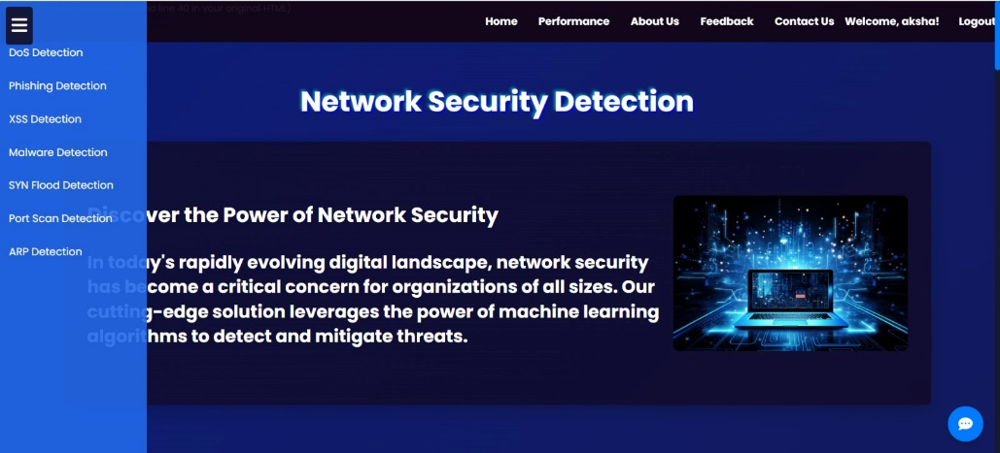 line 40 in your original HTML)
Home Performance About Us Feedback Contact Us Welcome, aksha! Logout
DoS Detection
Phishing Detection
XSS Detection
Malware Detection
SYN Flood Detection
Port Scan Detection
ARP Detection
Network Security Detection
Discover the Power of Network Security
In today's rapidly evolving digital landscape, network security
has become a critical concern for organizations of all sizes. Our
cutting-edge solution leverages the power of machine learning
algorithms to detect and mitigate threats.